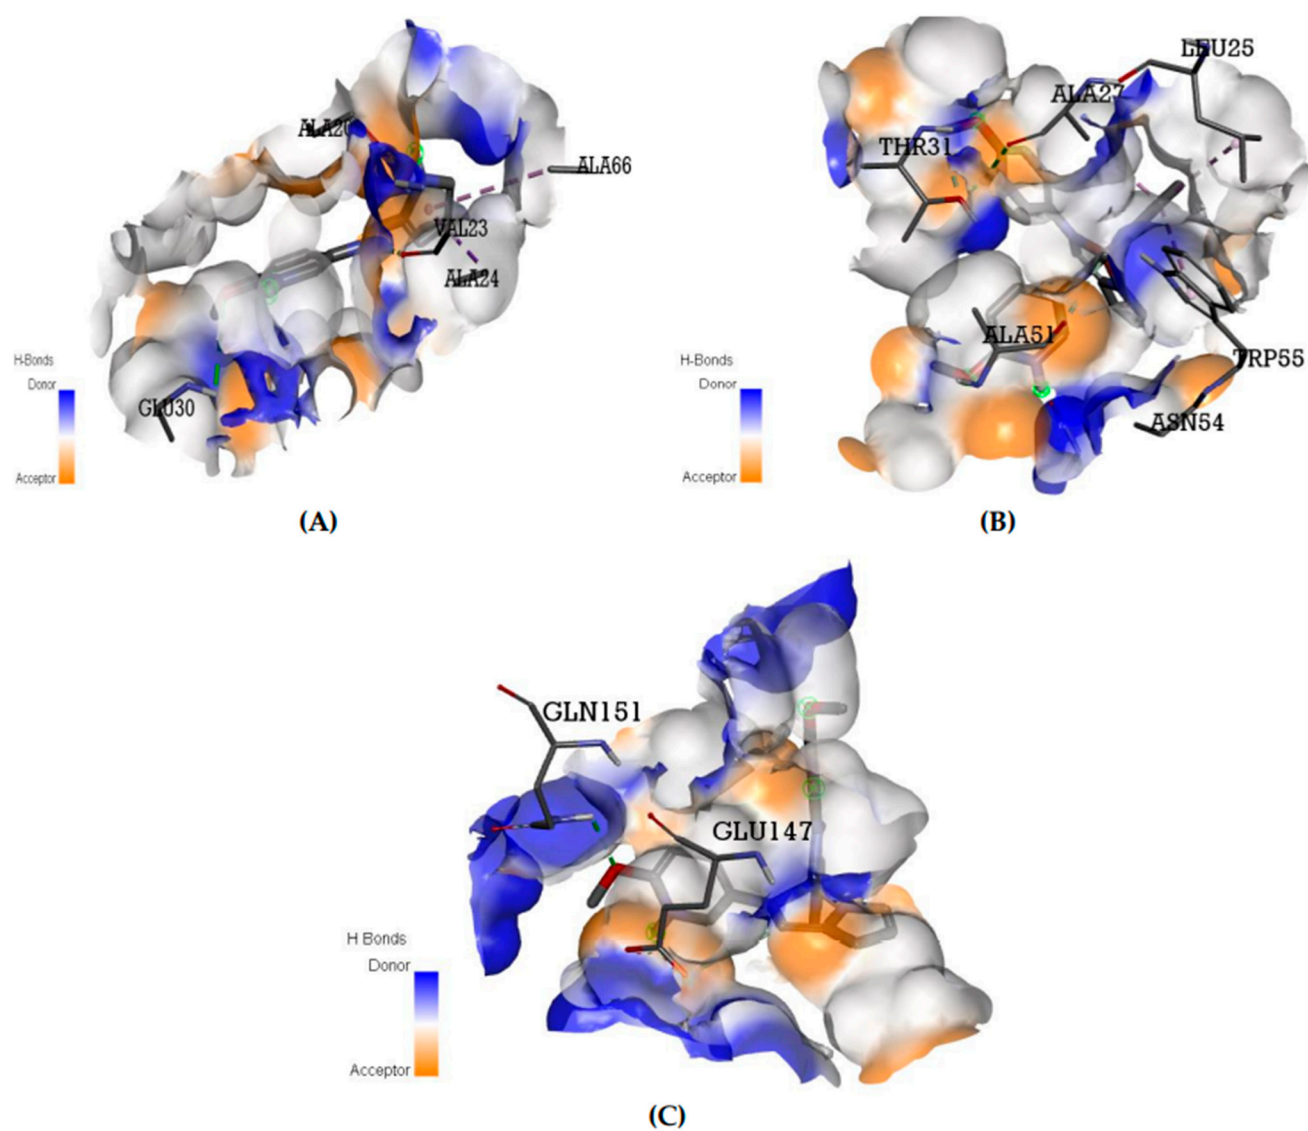 ALA66
VAL23
ALA24
H-Bonds
Donor
GLU30
Acceptor
(A)
LEU25
ALA27
THR31
ALA51
H-Bonds
TRP55
Donor
ASN54
Acceptor
(B)
GLN151
GLU147
H Bonds
Donor
Acceptor
(C)